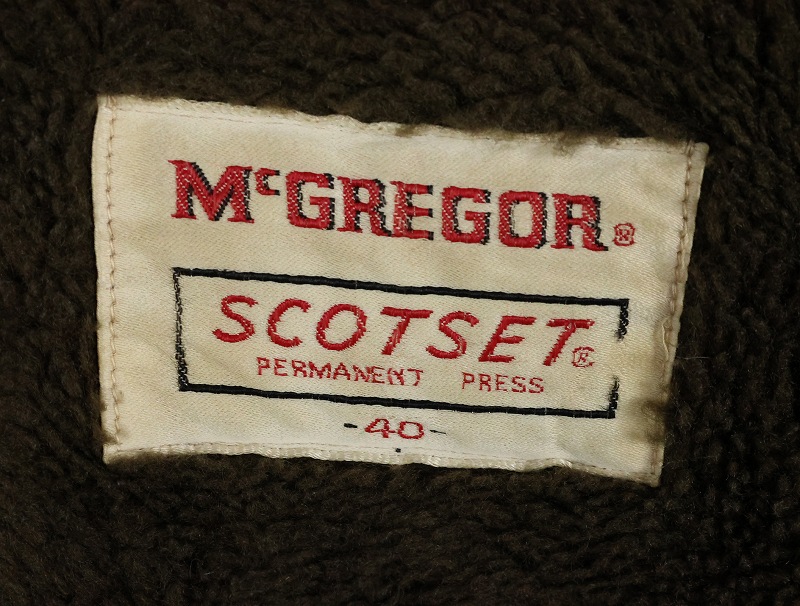 McGREGOR®
SCOTSET®
PERMANENT PRESS
-40-